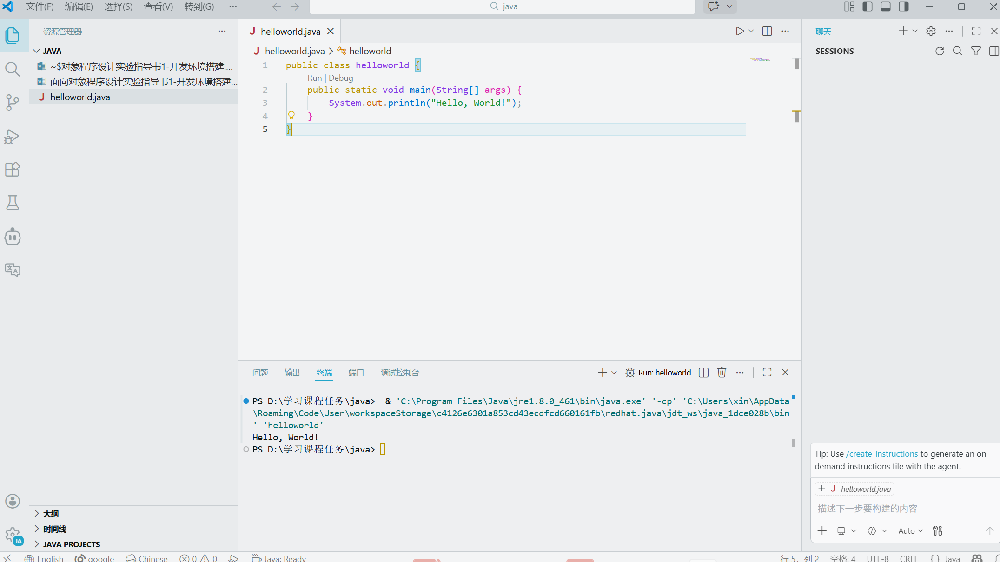 文件(F) 编辑(E) 选择(S) 查看(V) 转到(G) ··· java
资源管理器 ···
JAVA
~$对象程序设计实验指导书1-开发环境搭建....
面向对象程序设计实验指导书1-开发环境搭建...
helloworld.java
大纲
时间线
JAVA PROJECTS
JA
helloworld.java
helloworld.java > helloworld
1 public class helloworld {
Run | Debug
2 public static void main(String[] args) {
3 System.out.println("Hello, World!");
4 }
5 }
问题 输出 终端 端口 调试控制台 Run: helloworld
PS D:\学习课程任务\java>  & 'C:\Program Files\Java\jre1.8.0_461\bin\java.exe' '-cp' 'C:\Users\xin\AppData
\Roaming\Code\User\workspaceStorage\c4126e6301a853cd43ecdfcd660161fb\redhat.java\jdt_ws\java_1dce028b\bin
' 'helloworld'
Hello, World!
PS D:\学习课程任务\java>
聊天
SESSIONS
Tip: Use /create-instructions to generate an on-
demand instructions file with the agent.
helloworld.java
描述下一步要构建的内容
Auto
English google Chinese 0 0 Java: Ready 行 5, 列 2 空格: 4 UTF-8 CRLF { } Java